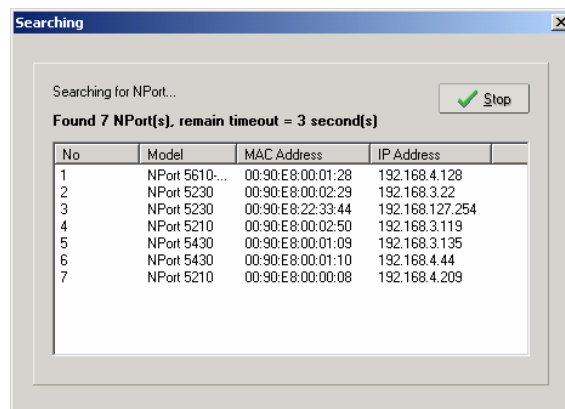 Searching
Searching for NPort...
Stop
Found 7 NPort(s), remain timeout = 3 second(s)
No Model MAC Address IP Address
1 NPort 5610-... 00:90:E8:00:01:28 192.168.4.128
2 NPort 5230 00:90:E8:00:02:29 192.168.3.22
3 NPort 5230 00:90:E8:22:33:44 192.168.127.254
4 NPort 5210 00:90:E8:00:02:50 192.168.3.119
5 NPort 5430 00:90:E8:00:01:09 192.168.3.135
6 NPort 5430 00:90:E8:00:01:10 192.168.4.44
7 NPort 5210 00:90:E8:00:00:08 192.168.4.209